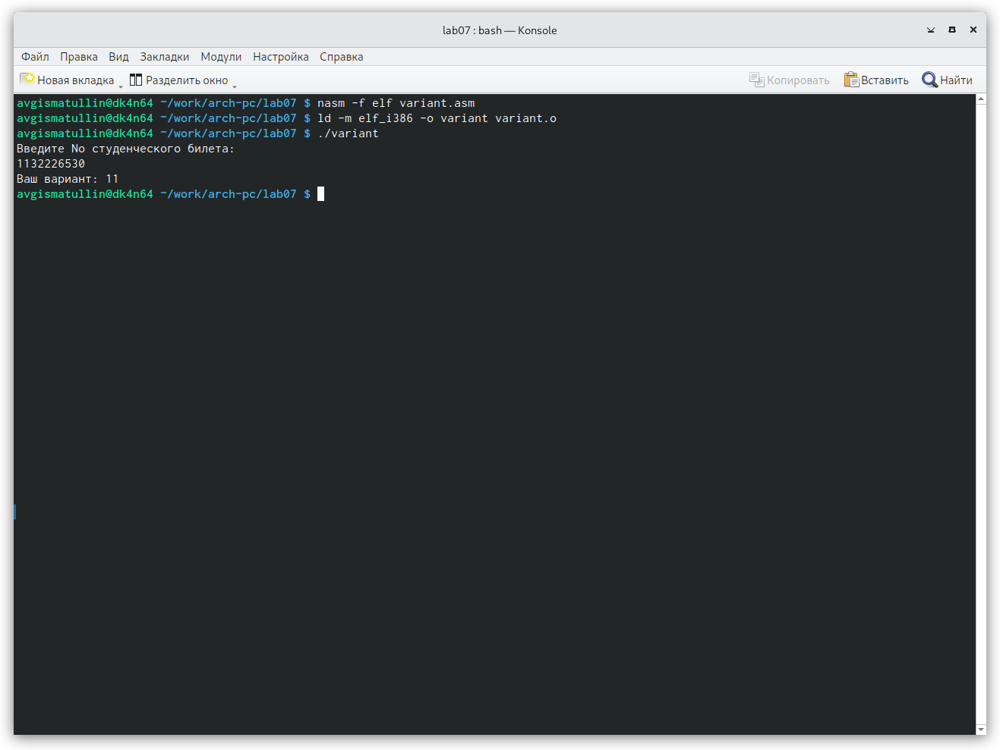 lab07 : bash — Konsole
Файл Правка Вид Закладки Модули Настройка Справка
Новая вкладка Разделить окно Копировать Вставить Найти
avgismatullin@dk4n64 ~/work/arch-pc/lab07 $ nasm -f elf variant.asm
avgismatullin@dk4n64 ~/work/arch-pc/lab07 $ ld -m elf_i386 -o variant variant.o
avgismatullin@dk4n64 ~/work/arch-pc/lab07 $ ./variant
Введите No студенческого билета:
1132226530
Ваш вариант: 11
avgismatullin@dk4n64 ~/work/arch-pc/lab07 $